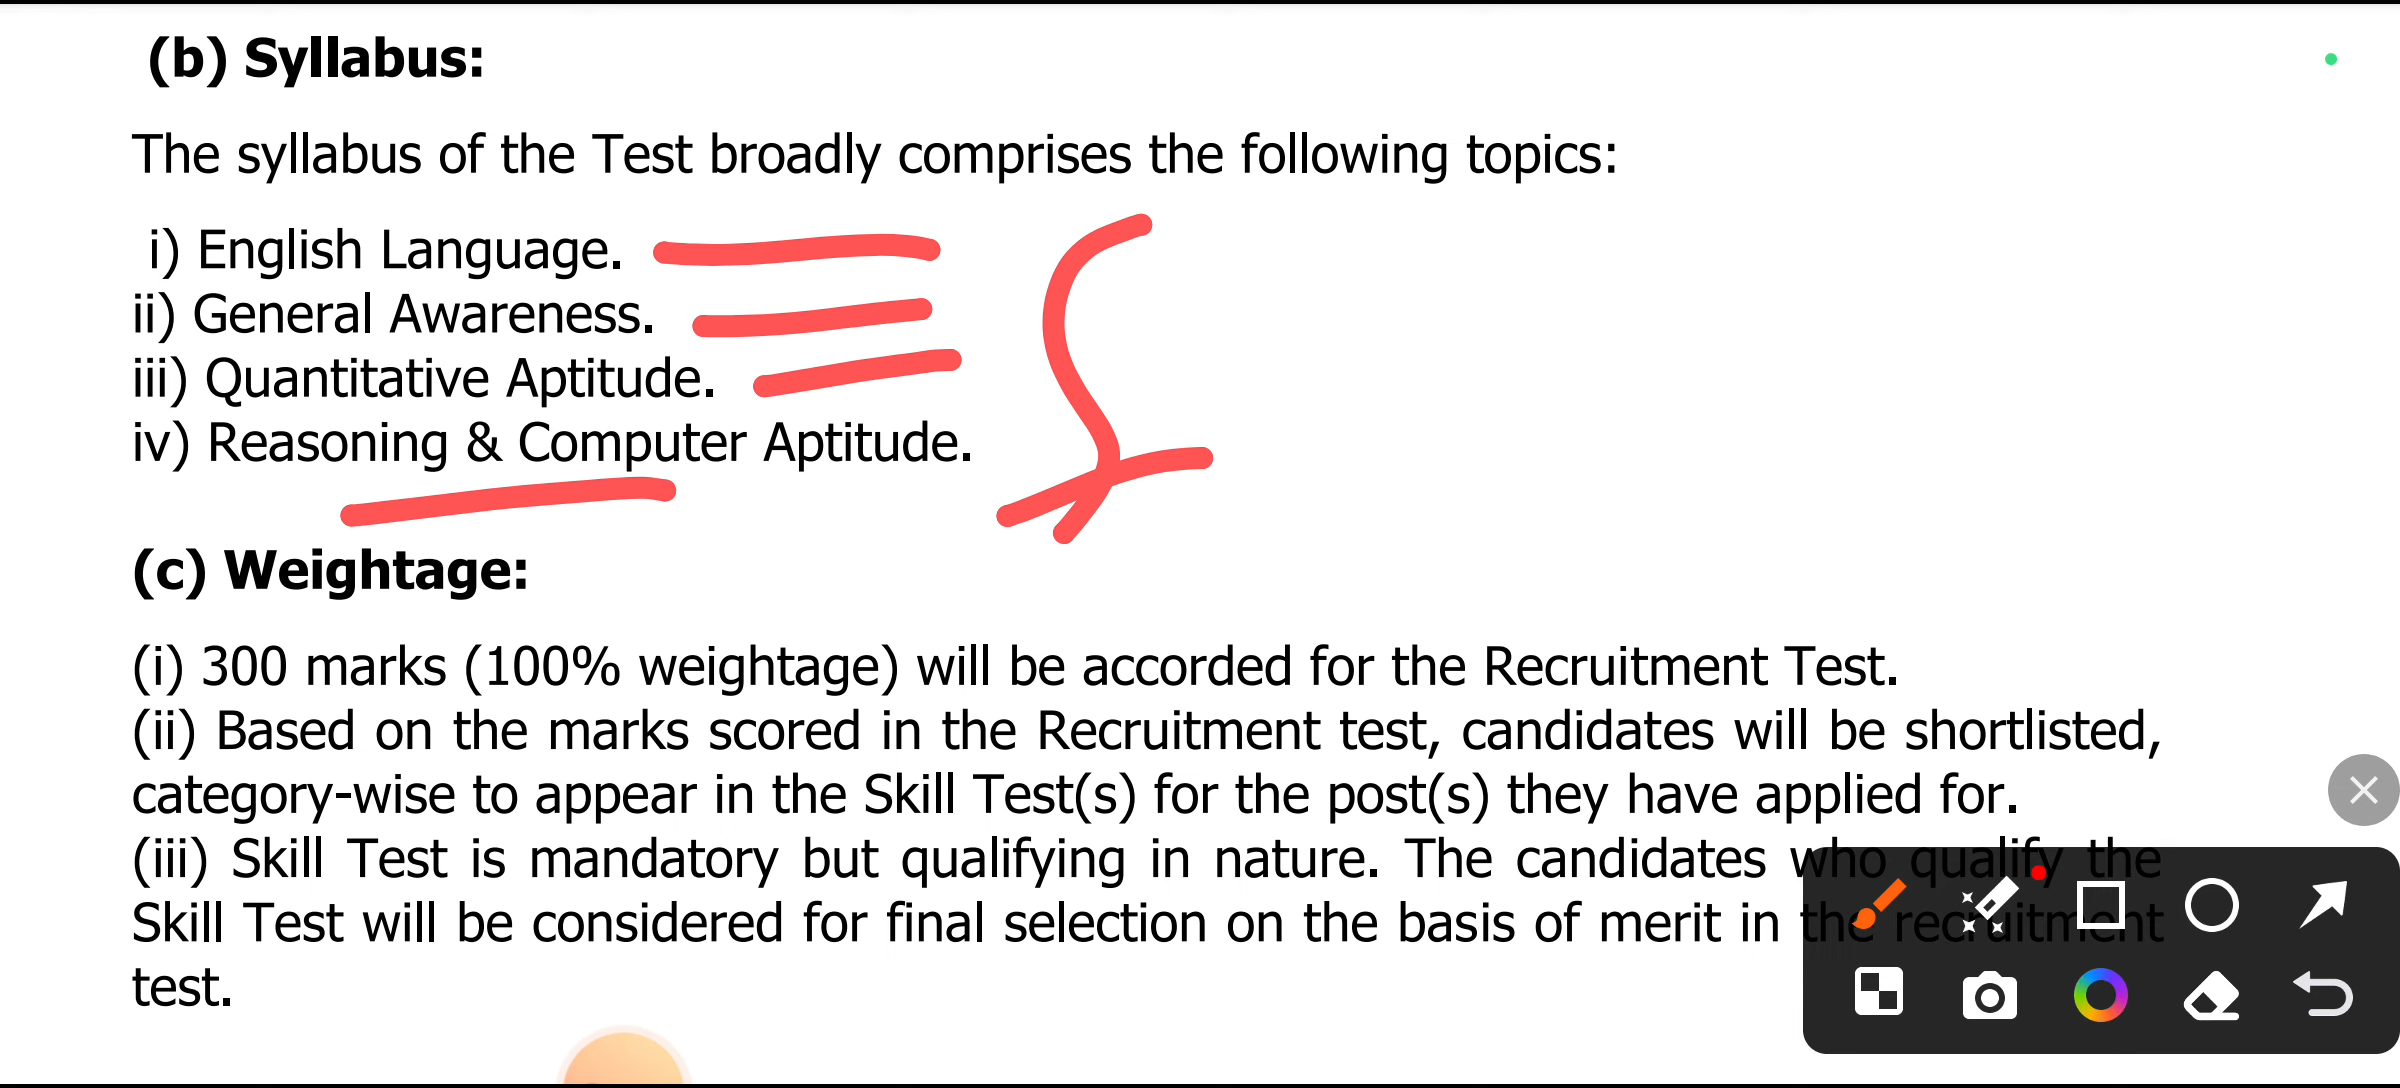 (b) Syllabus:
The syllabus of the Test broadly comprises the following topics:
i) English Language.
ii) General Awareness.
iii) Quantitative Aptitude.
iv) Reasoning & Computer Aptitude.
(c) Weightage:
(i) 300 marks (100% weightage) will be accorded for the Recruitment Test.
(ii) Based on the marks scored in the Recruitment test, candidates will be shortlisted,
category-wise to appear in the Skill Test(s) for the post(s) they have applied for.
(iii) Skill Test is mandatory but qualifying in nature. The candidates who qualify the
Skill Test will be considered for final selection on the basis of merit in the recruitment
test.